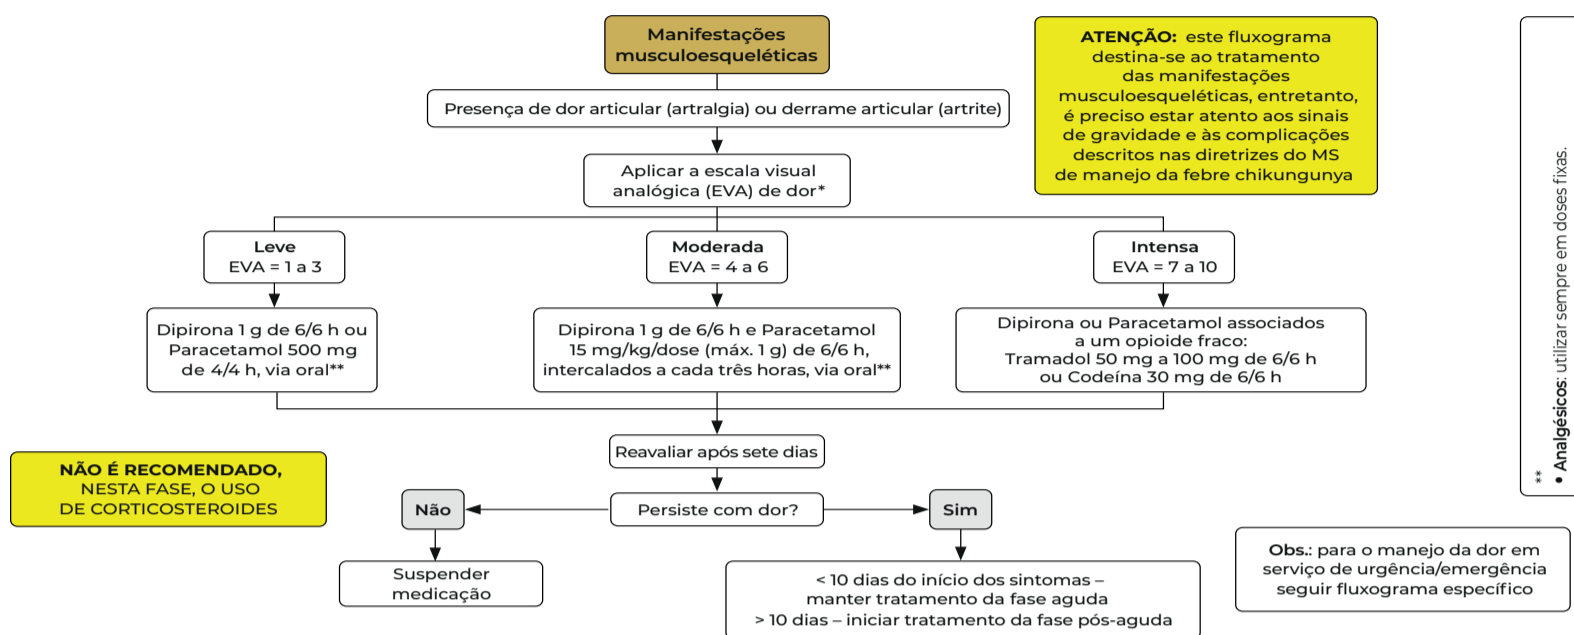 Manifestações
musculoesqueléticas
ATENÇÃO: este fluxograma
destina-se ao tratamento
das manifestações
musculoesqueléticas, entretanto,
é preciso estar atento aos sinais
de gravidade e às complicações
descritos nas diretrizes do MS
de manejo da febre chikungunya
Presença de dor articular (artralgia) ou derrame articular (artrite)
Aplicar a escala visual
analógica (EVA) de dor*
Leve
EVA = 1 a 3
Moderada
EVA = 4 a 6
Intensa
EVA = 7 a 10
Dipirona 1 g de 6/6 h ou
Paracetamol 500 mg
de 4/4 h, via oral**
Dipirona 1 g de 6/6 h e Paracetamol
15 mg/kg/dose (máx. 1 g) de 6/6 h,
intercalados a cada três horas, via oral**
Dipirona ou Paracetamol associados
a um opioide fraco:
Tramadol 50 mg a 100 mg de 6/6 h
ou Codeína 30 mg de 6/6 h
Reavaliar após sete dias
NÃO É RECOMENDADO,
NESTA FASE, O USO
DE CORTICOSTEROIDES
Persiste com dor?
Não
Sim
Suspender
medicação
< 10 dias do início dos sintomas –
manter tratamento da fase aguda
> 10 dias – iniciar tratamento da fase pós-aguda
**
• Analgésicos: utilizar sempre em doses fixas.
Obs.: para o manejo da dor em
serviço de urgência/emergência
seguir fluxograma específico